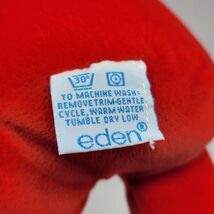 30°
TO MACHINE WASH:
REMOVE TRIM-GENTLE
CYCLE, WARM WATER
TUMBLE DRY LOW
eden®